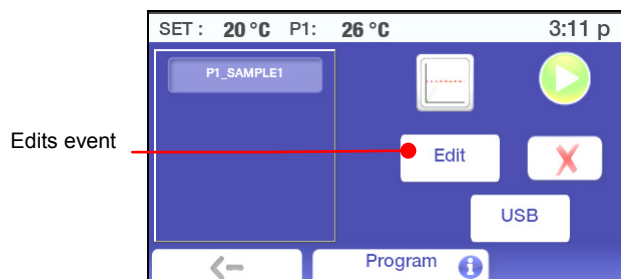 SET : 20 °C P1: 26 °C 3:11 p
P1_SAMPLE1
Edits event
Edit
USB
Program